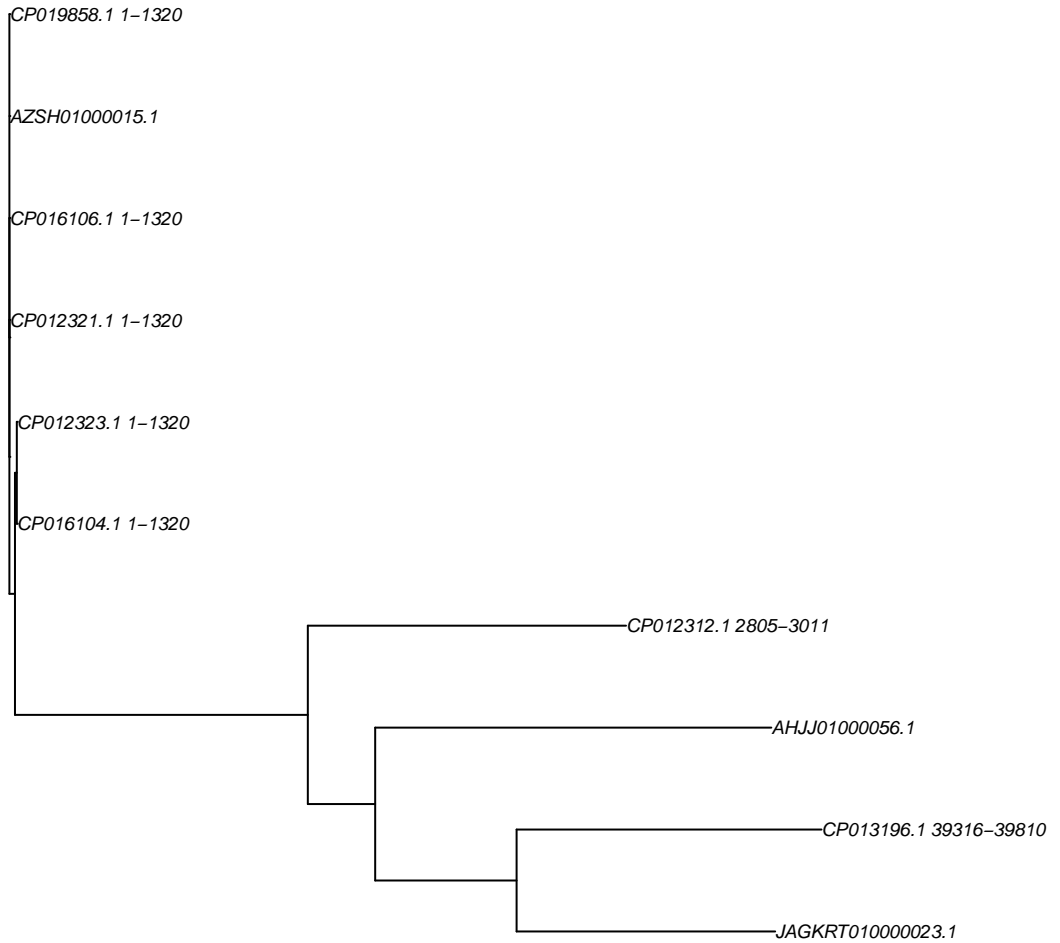 CP019858.1 1−1320
AZSH01000015.1
CP016106.1 1−1320
CP012321.1 1−1320
CP012323.1 1−1320
CP016104.1 1−1320
CP012312.1 2805−3011
AHJJ01000056.1
CP013196.1 39316−39810
JAGKRT010000023.1